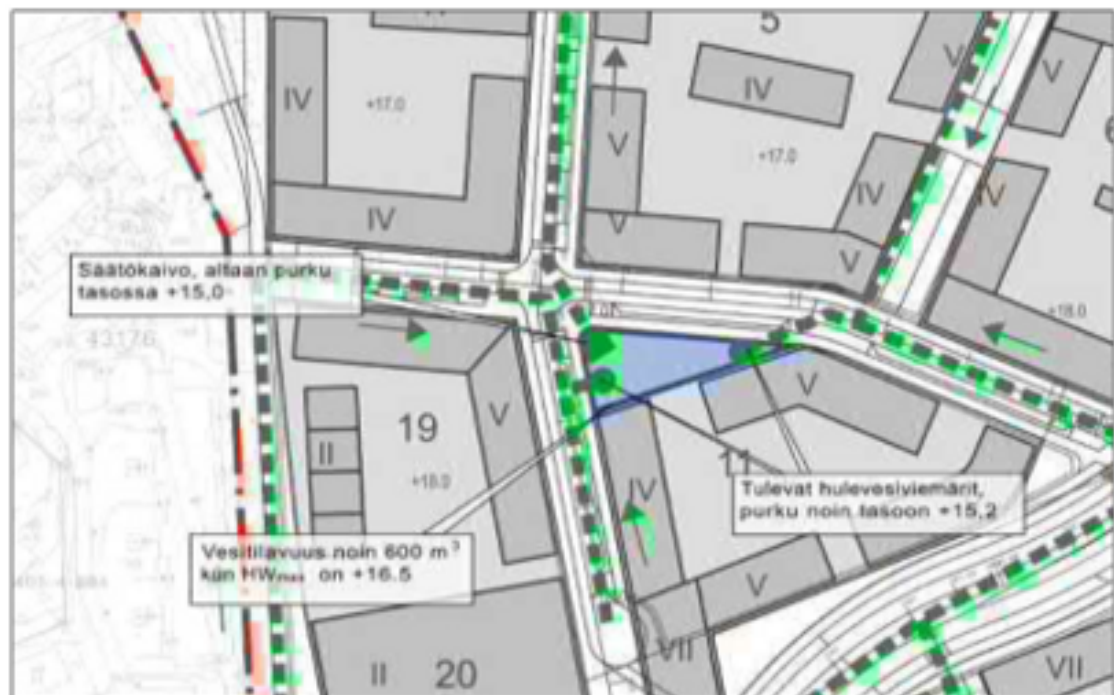 5
IV
+17.0
V
IV
V
+17.0
IV
IV
IV
V
V
Säätökaivo, altaan purku
tasossa +15,0
+18.0
43176
V
V
19
II
+18.0
11
IV
Tulevat hulevesiviemärit,
purku noin tasoon +15,2
Vesitilavuus noin 600 m³
kun HWmax on +16.5
V
VII
VII
II
20